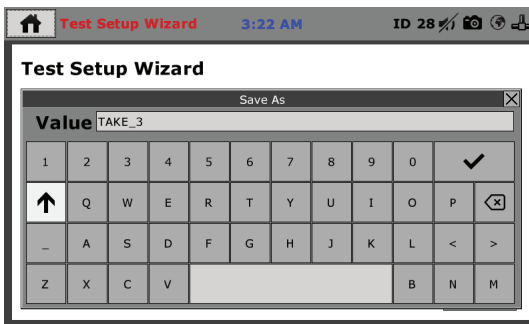 Test Setup Wizard 3:22 AM ID 28
Test Setup Wizard
Save As
Value TAKE_3
1 2 3 4 5 6 7 8 9 0
Q W E R T Y U I O P
_ A S D F G H J K L < >
Z X C V B N M